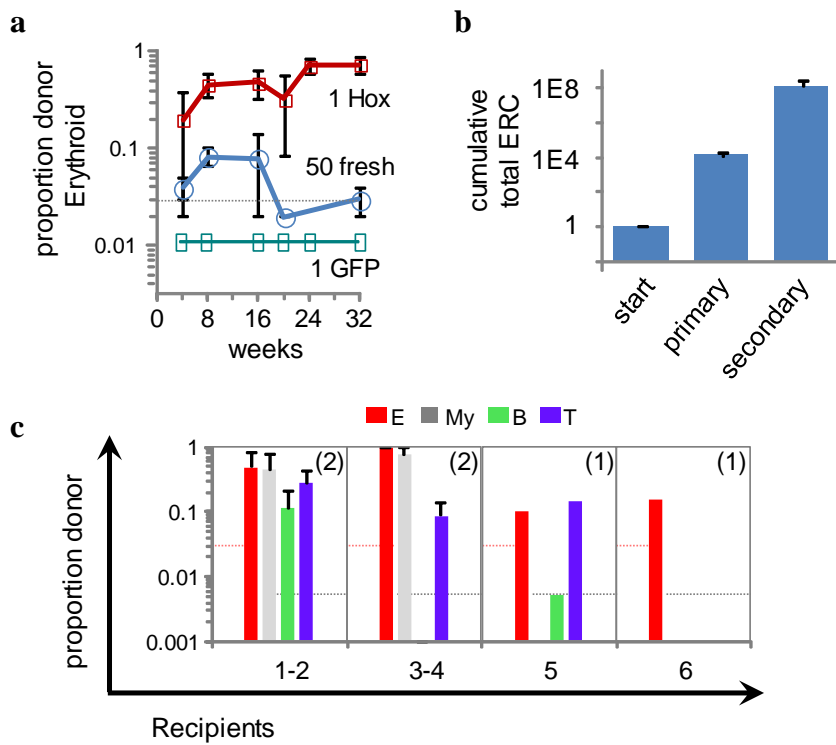 a
proportion donor
Erythroid
1
0.1
0.01
1 Hox
50 fresh
1 GFP
0 8 16 24 32
weeks
b
cumulative
total ERC
1E8
1E4
1
start
primary
secondary
c
E My B T
proportion donor
1
0.1
0.01
0.001
(2) (2) (1) (1)
1-2 3-4 5 6
Recipients